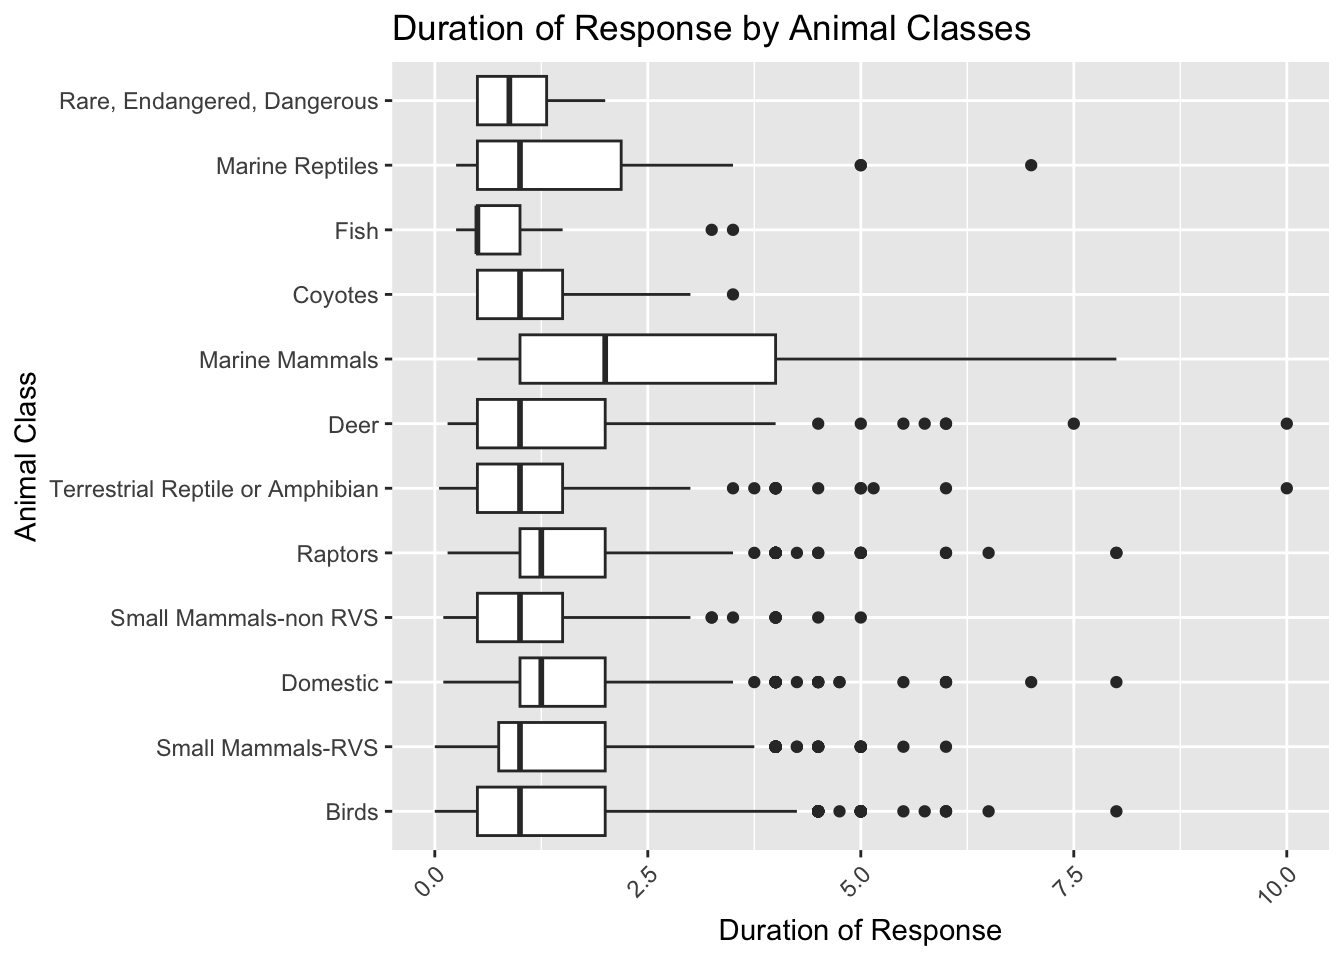 Duration of Response by Animal Classes
Animal Class
Rare, Endangered, Dangerous
Marine Reptiles
Fish
Coyotes
Marine Mammals
Deer
Terrestrial Reptile or Amphibian
Raptors
Small Mammals-non RVS
Domestic
Small Mammals-RVS
Birds
0.0 2.5 5.0 7.5 10.0
Duration of Response